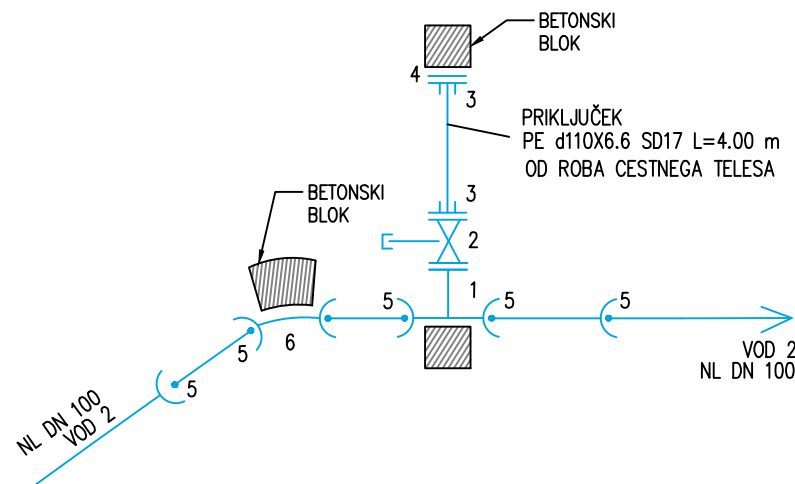 BETONSKI
BLOK
4
3
PRIKLJUČEK
PE d110X6.6 SD17 L=4.00 m
OD ROBA CESTNEGA TELESA
BETONSKI
BLOK
3
2
1
5
5
5
6
5
5
VOD 2
NL DN 100
NL DN 100
VOD 2